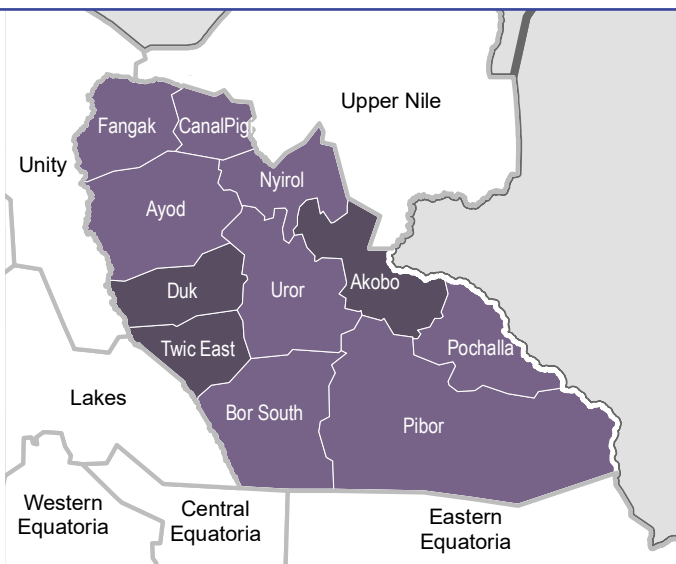 Upper Nile
Fangak
CanalPigi
Unity
Nyirol
Ayod
Duk
Uror
Akobo
Twic East
Pochalla
Lakes
Bor South
Pibor
Western
Equatoria
Central
Equatoria
Eastern
Equatoria